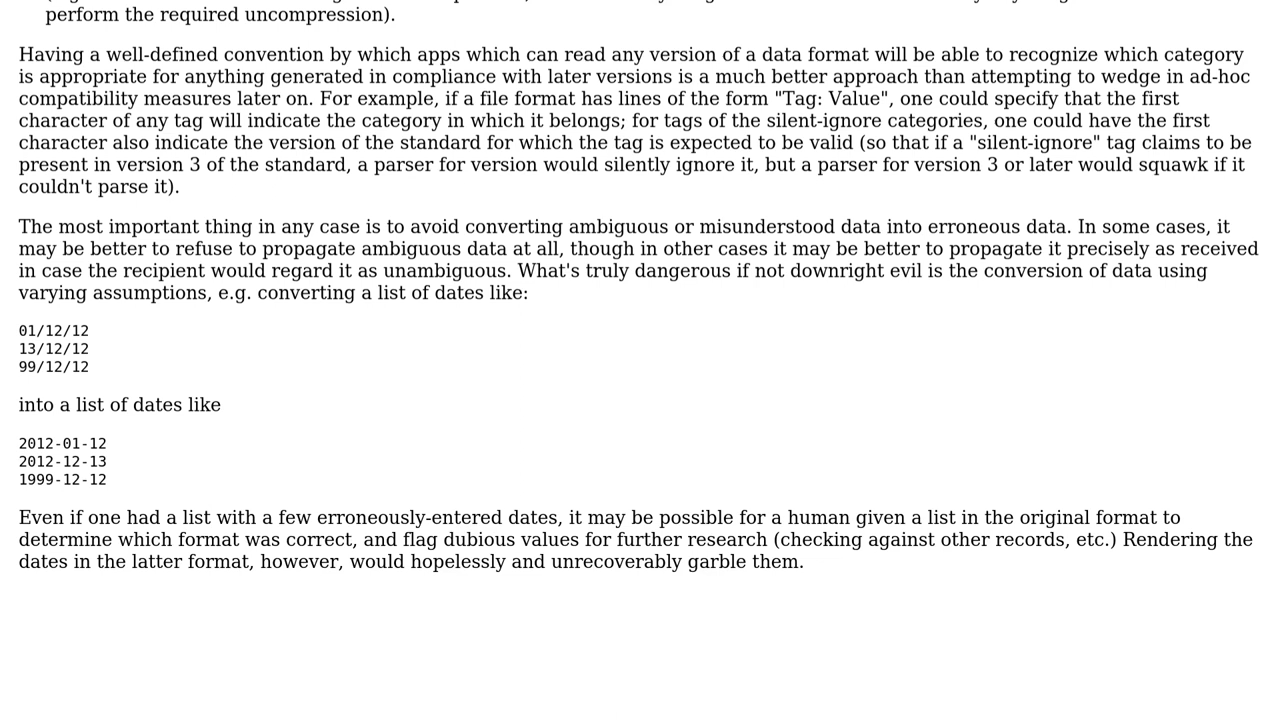 perform the required uncompression).
Having a well-defined convention by which apps which can read any version of a data format will be able to recognize which category
is appropriate for anything generated in compliance with later versions is a much better approach than attempting to wedge in ad-hoc
compatibility measures later on. For example, if a file format has lines of the form "Tag: Value", one could specify that the first
character of any tag will indicate the category in which it belongs; for tags of the silent-ignore categories, one could have the first
character also indicate the version of the standard for which the tag is expected to be valid (so that if a "silent-ignore" tag claims to be
present in version 3 of the standard, a parser for version would silently ignore it, but a parser for version 3 or later would squawk if it
couldn't parse it).
The most important thing in any case is to avoid converting ambiguous or misunderstood data into erroneous data. In some cases, it
may be better to refuse to propagate ambiguous data at all, though in other cases it may be better to propagate it precisely as received
in case the recipient would regard it as unambiguous. What's truly dangerous if not downright evil is the conversion of data using
varying assumptions, e.g. converting a list of dates like:
01/12/12
13/12/12
99/12/12
into a list of dates like
2012-01-12
2012-12-13
1999-12-12
Even if one had a list with a few erroneously-entered dates, it may be possible for a human given a list in the original format to
determine which format was correct, and flag dubious values for further research (checking against other records, etc.) Rendering the
dates in the latter format, however, would hopelessly and unrecoverably garble them.